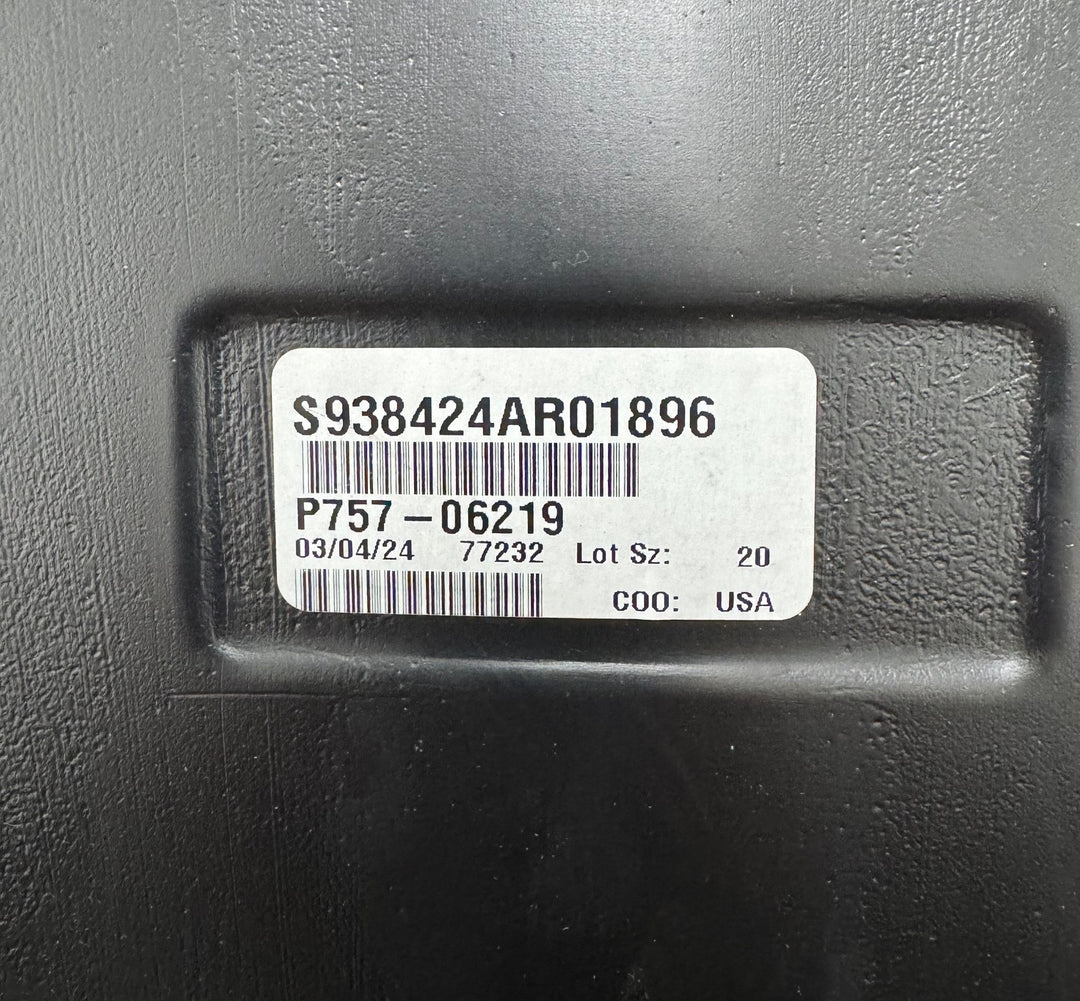 S938424AR01896
P757-06219
03/04/24 77232 Lot Sz: 20
COO: USA